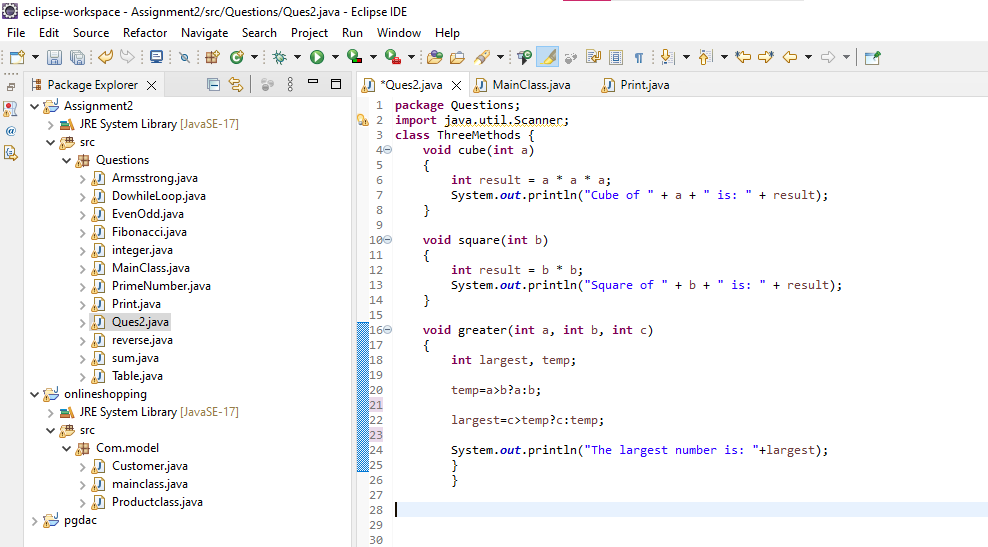 eclipse-workspace - Assignment2/src/Questions/Ques2.java - Eclipse IDE
File Edit Source Refactor Navigate Search Project Run Window Help
Package Explorer
*Ques2.java MainClass.java Print.java
Assignment2
JRE System Library [JavaSE-17]
src
Questions
Armsstrong.java
DowhileLoop.java
EvenOdd.java
Fibonacci.java
integer.java
MainClass.java
PrimeNumber.java
Print.java
Ques2.java
reverse.java
sum.java
Table.java
onlineshopping
JRE System Library [JavaSE-17]
src
Com.model
Customer.java
mainclass.java
Productclass.java
pgdac
1 package Questions;
2 import java.util.Scanner;
3 class ThreeMethods {
4 void cube(int a)
5 {
6 int result = a * a * a;
7 System.out.println("Cube of " + a + " is: " + result);
8 }
9
10 void square(int b)
11 {
12 int result = b * b;
13 System.out.println("Square of " + b + " is: " + result);
14 }
15
16 void greater(int a, int b, int c)
17 {
18 int largest, temp;
19
20 temp=a>b?a:b;
21
22 largest=c>temp?c:temp;
23
24 System.out.println("The largest number is: "+largest);
25 }
26 }
27
28
29
30